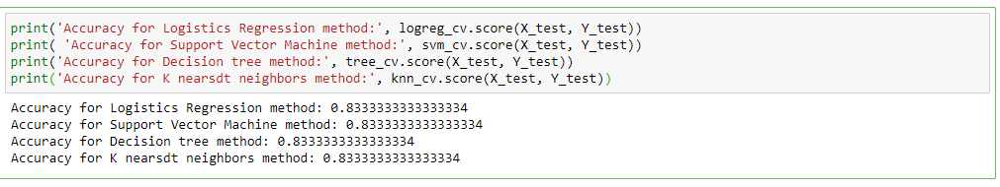 print('Accuracy for Logistics Regression method:', logreg_cv.score(X_test, Y_test))
print( 'Accuracy for Support Vector Machine method:', svm_cv.score(X_test, Y_test))
print('Accuracy for Decision tree method:', tree_cv.score(X_test, Y_test))
print('Accuracy for K nearsdt neighbors method:', knn_cv.score(X_test, Y_test))
Accuracy for Logistics Regression method: 0.8333333333333334
Accuracy for Support Vector Machine method: 0.8333333333333334
Accuracy for Decision tree method: 0.8333333333333334
Accuracy for K nearsdt neighbors method: 0.8333333333333334